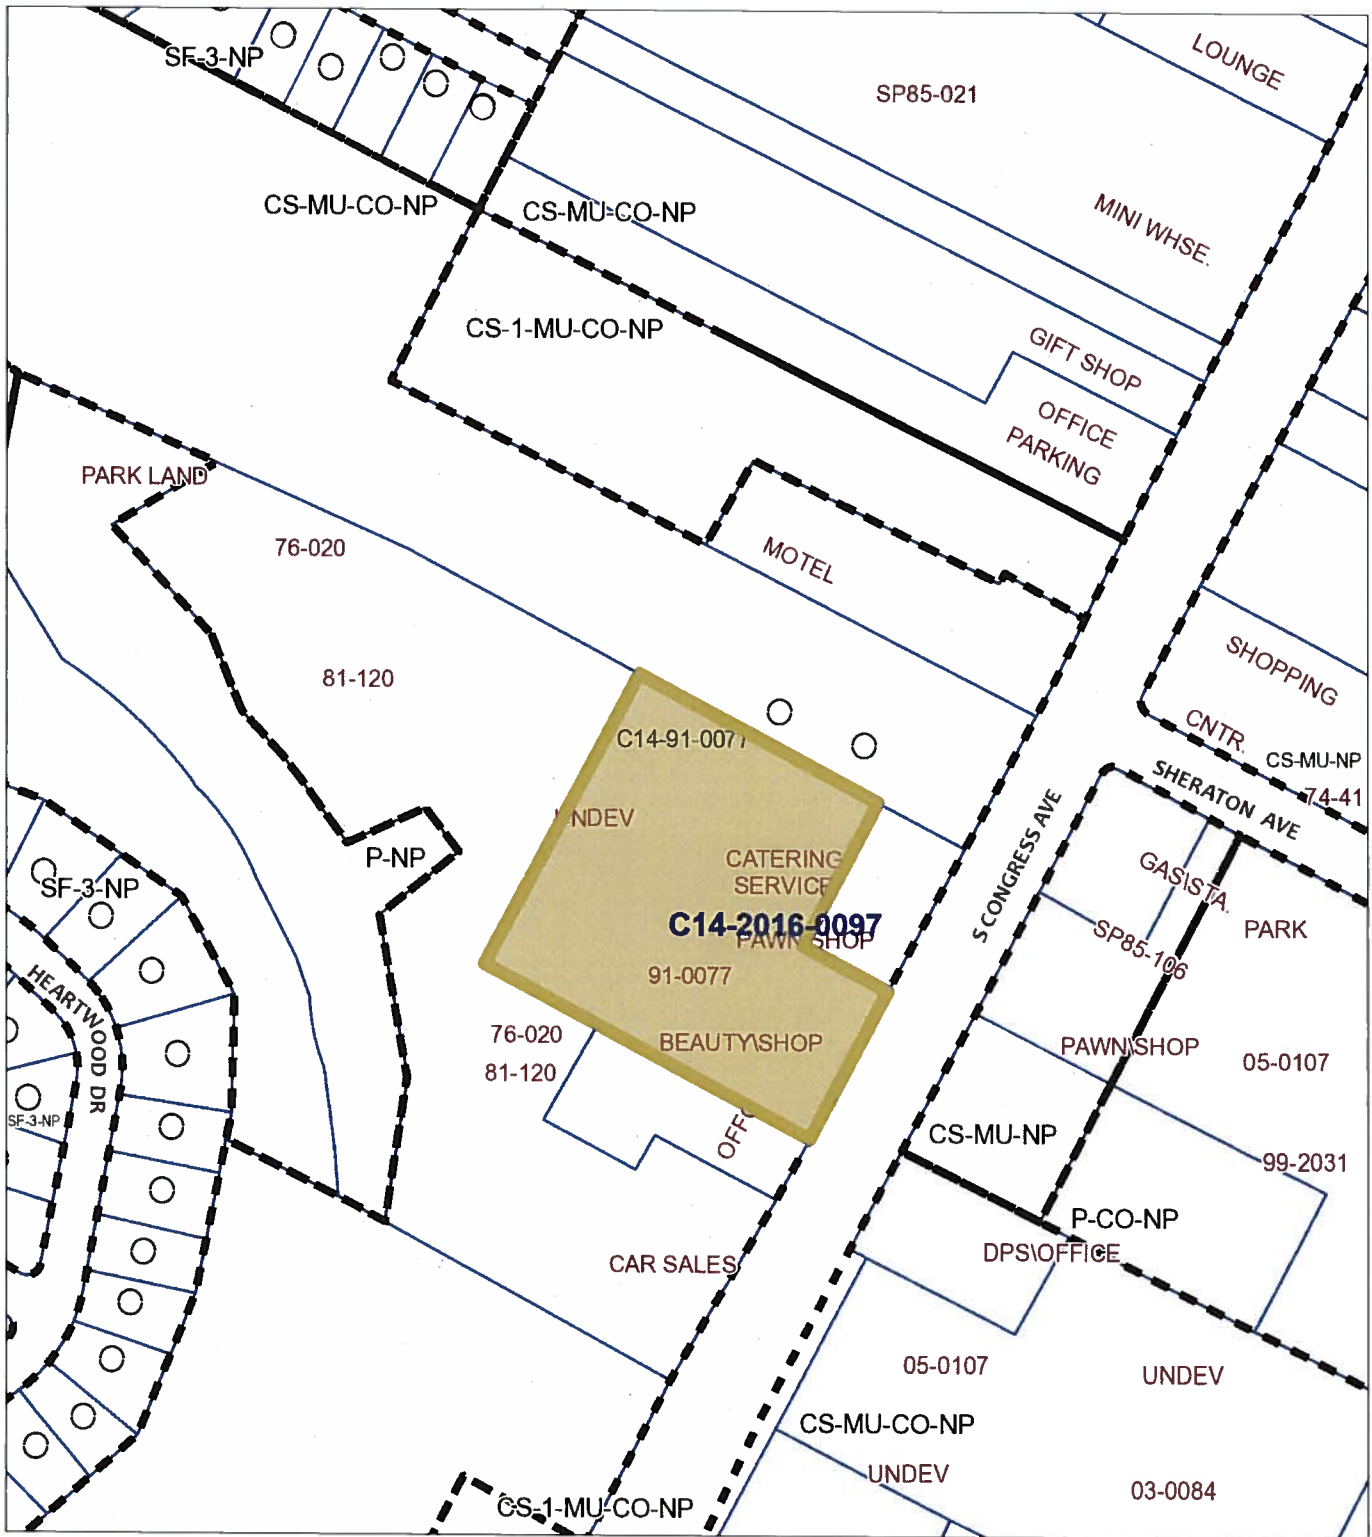 SF-3-NP
LOUNGE
SP85-021
CS-MU-CO-NP
CS-MU-CO-NP
MINI WHSE.
CS-1-MU-CO-NP
GIFT SHOP
OFFICE
PARKING
PARK LAND
76-020
MOTEL
81-120
SHOPPING
CNTR.
CS-MU-NP
74-41
SHERATON AVE
C14-91-0077
UNDEV
CATERING
SERVICE
C14-2016-0097
PAWN SHOP
91-0077
BEAUTY\SHOP
S CONGRESS AVE
P-NP
SF-3-NP
HEARTWOOD DR
SF-3-NP
76-020
81-120
GAS\STA.
SP85-106
PARK
PAWN\SHOP
05-0107
CS-MU-NP
99-2031
P-CO-NP
DPS\OFFICE
CAR SALES
05-0107
UNDEV
CS-MU-CO-NP
UNDEV
03-0084
CS-1-MU-CO-NP